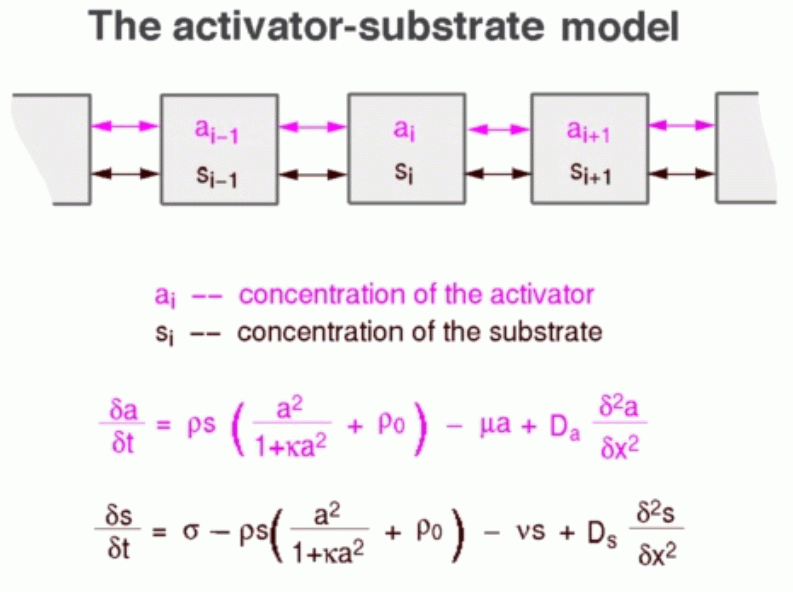 The activator-substrate model
aᵢ₋₁ aᵢ aᵢ₊₁
sᵢ₋₁ sᵢ sᵢ₊₁
aᵢ -- concentration of the activator
sᵢ -- concentration of the substrate
δa/δt = ρs ( a²/(1+κa²) + ρ₀ ) − μa + Dₐ δ²a/δx²
δs/δt = σ − ρs( a²/(1+κa²) + ρ₀ ) − νs + Dₛ δ²s/δx²